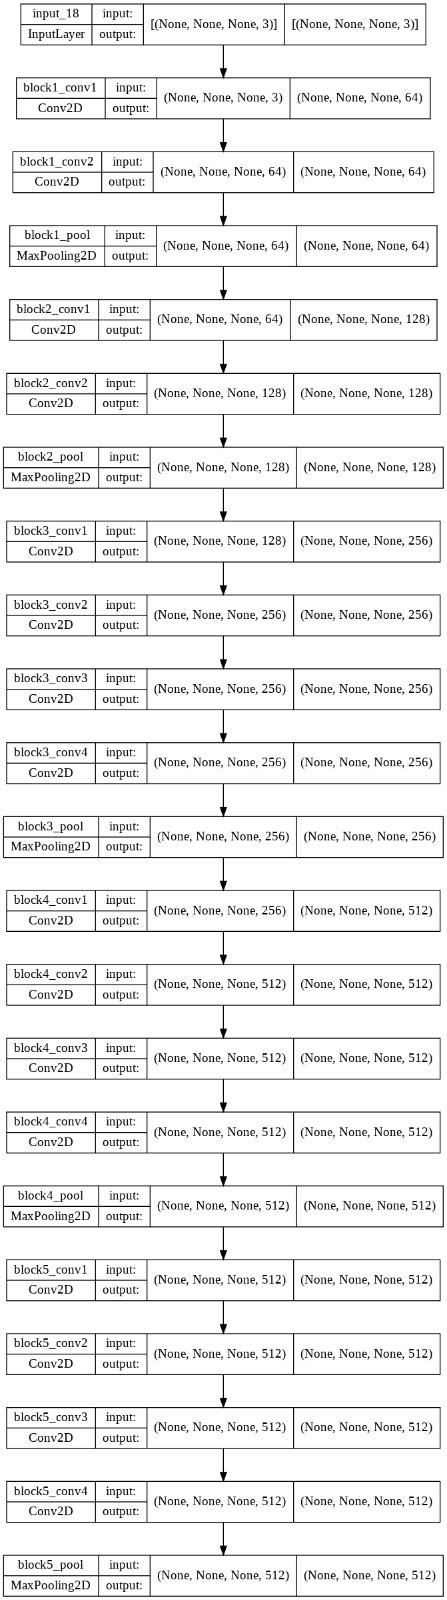 input_18 input: [(None, None, None, 3)] [(None, None, None, 3)]
InputLayer output:
block1_conv1 input: (None, None, None, 3) (None, None, None, 64)
Conv2D output:
block1_conv2 input: (None, None, None, 64) (None, None, None, 64)
Conv2D output:
block1_pool input: (None, None, None, 64) (None, None, None, 64)
MaxPooling2D output:
block2_conv1 input: (None, None, None, 64) (None, None, None, 128)
Conv2D output:
block2_conv2 input: (None, None, None, 128) (None, None, None, 128)
Conv2D output:
block2_pool input: (None, None, None, 128) (None, None, None, 128)
MaxPooling2D output:
block3_conv1 input: (None, None, None, 128) (None, None, None, 256)
Conv2D output:
block3_conv2 input: (None, None, None, 256) (None, None, None, 256)
Conv2D output:
block3_conv3 input: (None, None, None, 256) (None, None, None, 256)
Conv2D output:
block3_conv4 input: (None, None, None, 256) (None, None, None, 256)
Conv2D output:
block3_pool input: (None, None, None, 256) (None, None, None, 256)
MaxPooling2D output:
block4_conv1 input: (None, None, None, 256) (None, None, None, 512)
Conv2D output:
block4_conv2 input: (None, None, None, 512) (None, None, None, 512)
Conv2D output:
block4_conv3 input: (None, None, None, 512) (None, None, None, 512)
Conv2D output:
block4_conv4 input: (None, None, None, 512) (None, None, None, 512)
Conv2D output:
block4_pool input: (None, None, None, 512) (None, None, None, 512)
MaxPooling2D output:
block5_conv1 input: (None, None, None, 512) (None, None, None, 512)
Conv2D output:
block5_conv2 input: (None, None, None, 512) (None, None, None, 512)
Conv2D output:
block5_conv3 input: (None, None, None, 512) (None, None, None, 512)
Conv2D output:
block5_conv4 input: (None, None, None, 512) (None, None, None, 512)
Conv2D output:
block5_pool input: (None, None, None, 512) (None, None, None, 512)
MaxPooling2D output: